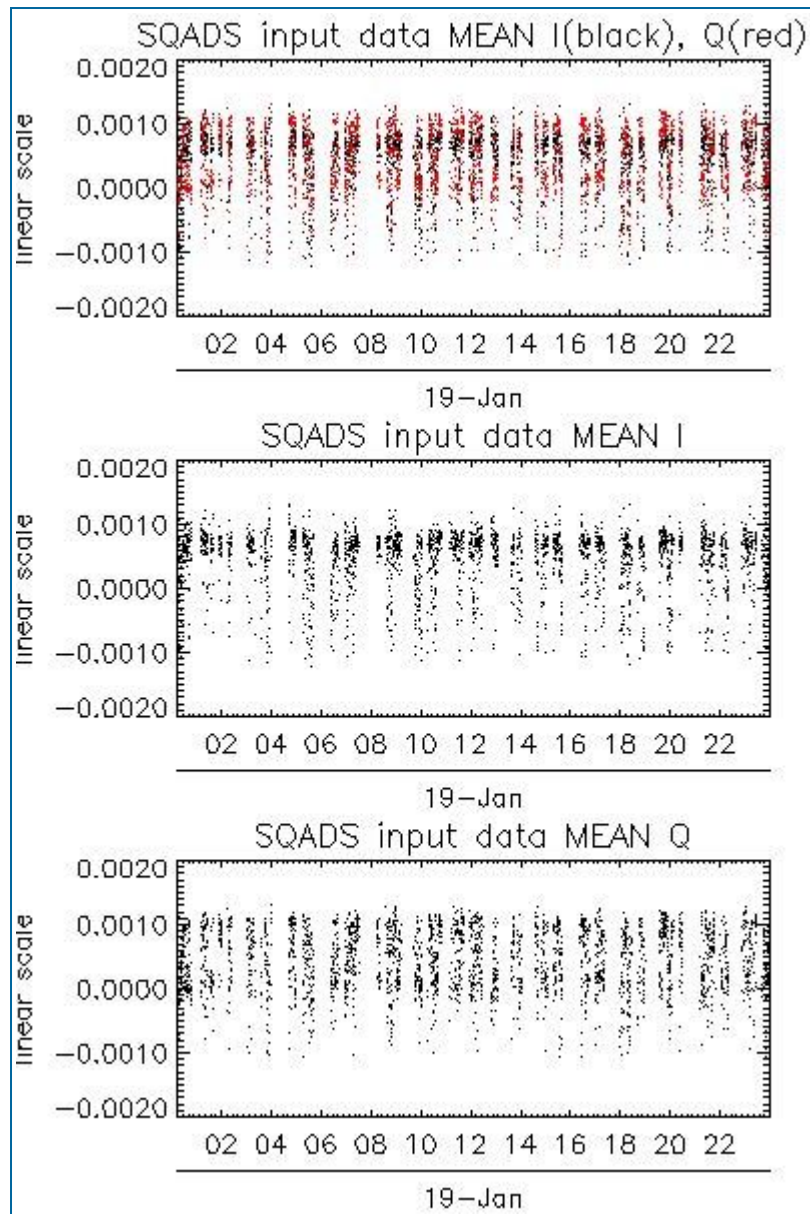 SQADS input data MEAN I(black), Q(red)
0.0020
0.0010
0.0000
−0.0010
−0.0020
linear scale
02 04 06 08 10 12 14 16 18 20 22
19−Jan
SQADS input data MEAN I
0.0020
0.0010
0.0000
−0.0010
−0.0020
linear scale
02 04 06 08 10 12 14 16 18 20 22
19−Jan
SQADS input data MEAN Q
0.0020
0.0010
0.0000
−0.0010
−0.0020
linear scale
02 04 06 08 10 12 14 16 18 20 22
19−Jan